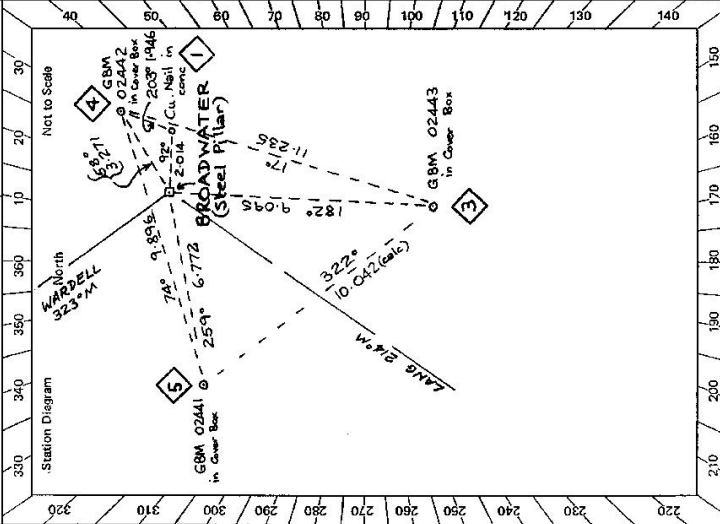 40 50 60 70 80 90 100 110 120 130 140
150
160
170
180
190
200
210
30
20
10
360
350
340
330
320 310 300 290 280 270 260 250 240 230 220
Station Diagram
North
Not to Scale
4
GBM
02442
in Cover Box
203° 1.946
1
Cu. Nail in
conc
92°
2.014
BROADWATER
(Steel Pillar)
68°
3.271
17°
11.235
182° 9.095
GBM 02443
in Cover Box
3
322°
10.042 (calc)
LANG 214°M
WARDELL
323°M
74° 9.896
259° 6.772
5
GBM 02441
in Cover Box